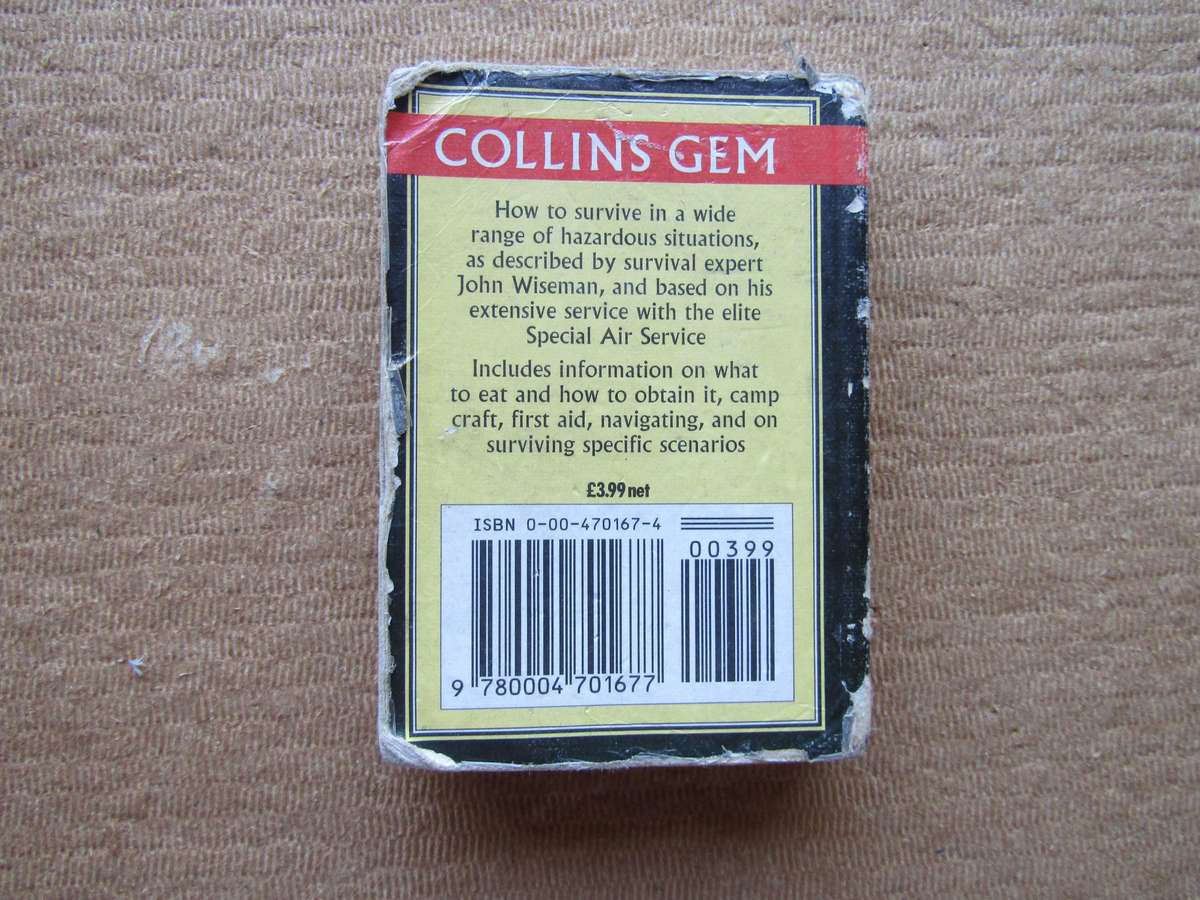 COLLINS GEM
How to survive in a wide
range of hazardous situations,
as described by survival expert
John Wiseman, and based on his
extensive service with the elite
Special Air Service
Includes information on what
to eat and how to obtain it, camp
craft, first aid, navigating, and on
surviving specific scenarios
£3.99 net
ISBN 0-00-470167-4
00399
9 780004 701677